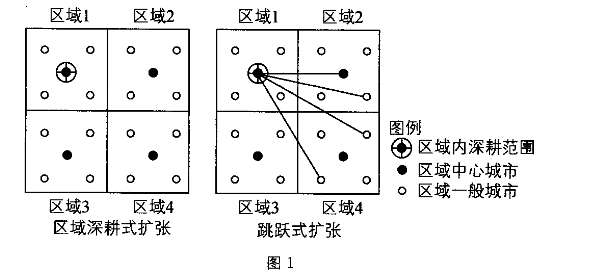 区域1 区域2 区域1 区域2
图例
区域内深耕范围
区域中心城市
区域一般城市
区域3 区域4 区域3 区域4
区域深耕式扩张 跳跃式扩张
图1